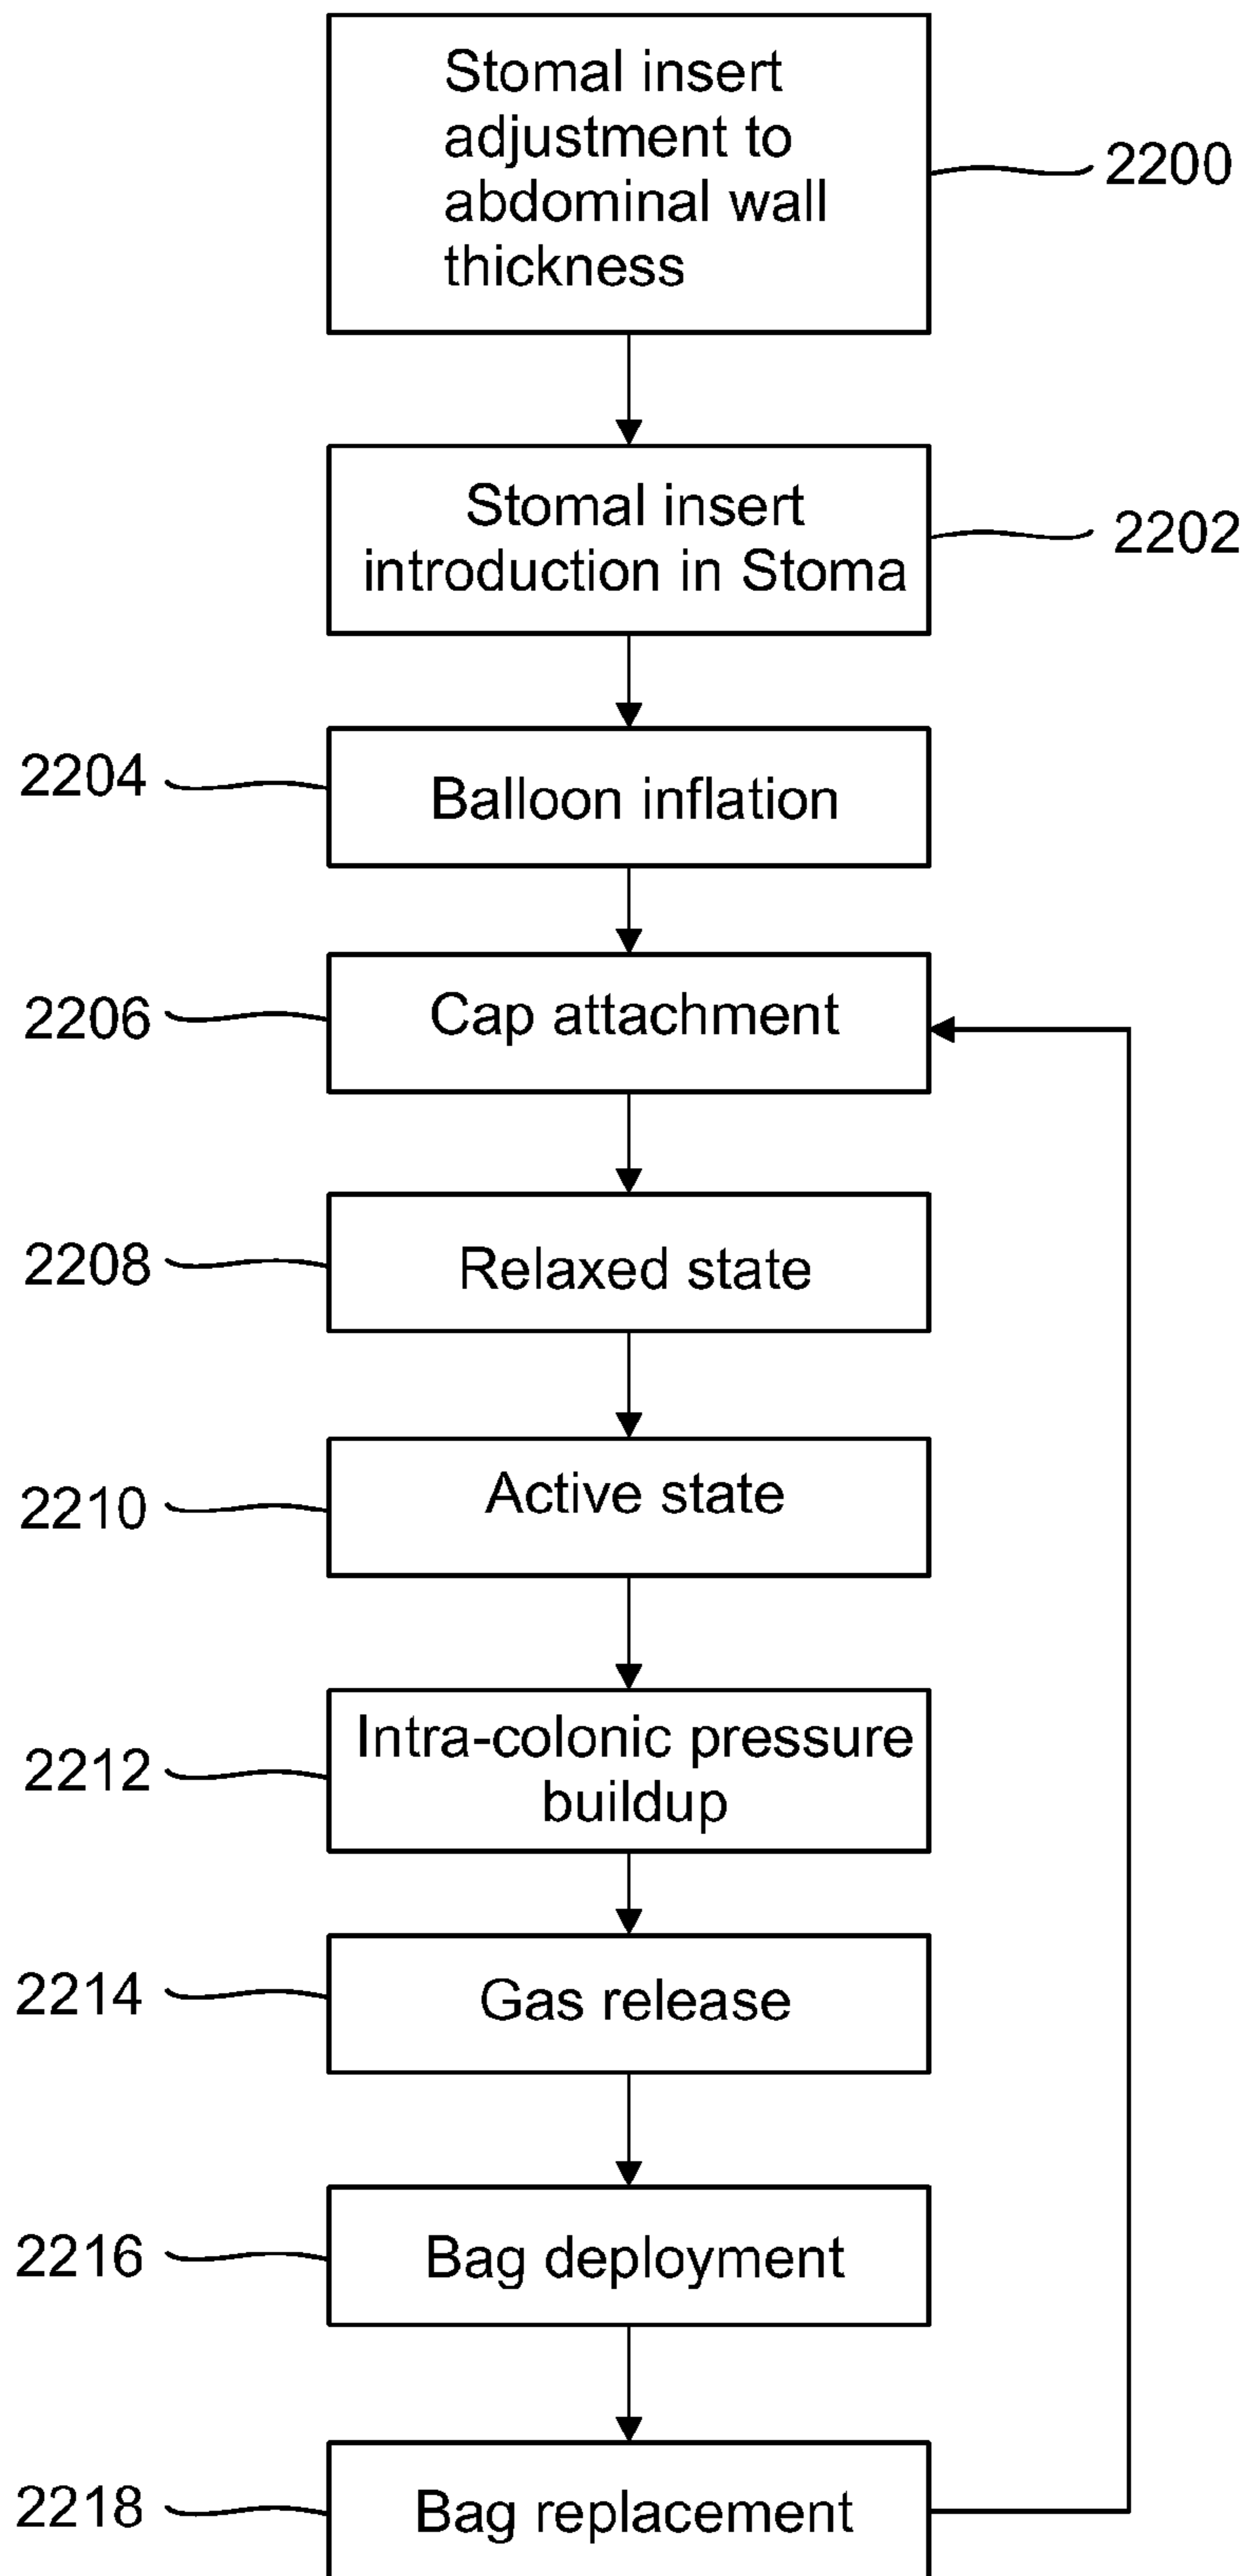 Stomal insert
adjustment to
abdominal wall
thickness
2200
Stomal insert
introduction in Stoma
2202
2204
Balloon inflation
2206
Cap attachment
2208
Relaxed state
2210
Active state
2212
Intra-colonic pressure
buildup
2214
Gas release
2216
Bag deployment
2218
Bag replacement